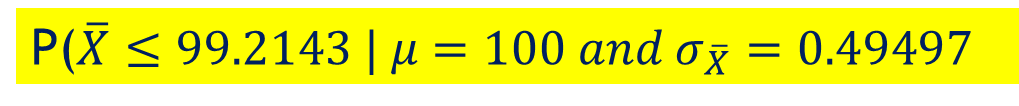 P(X̄ ≤ 99.2143 | μ = 100 and σ_X̄ = 0.49497